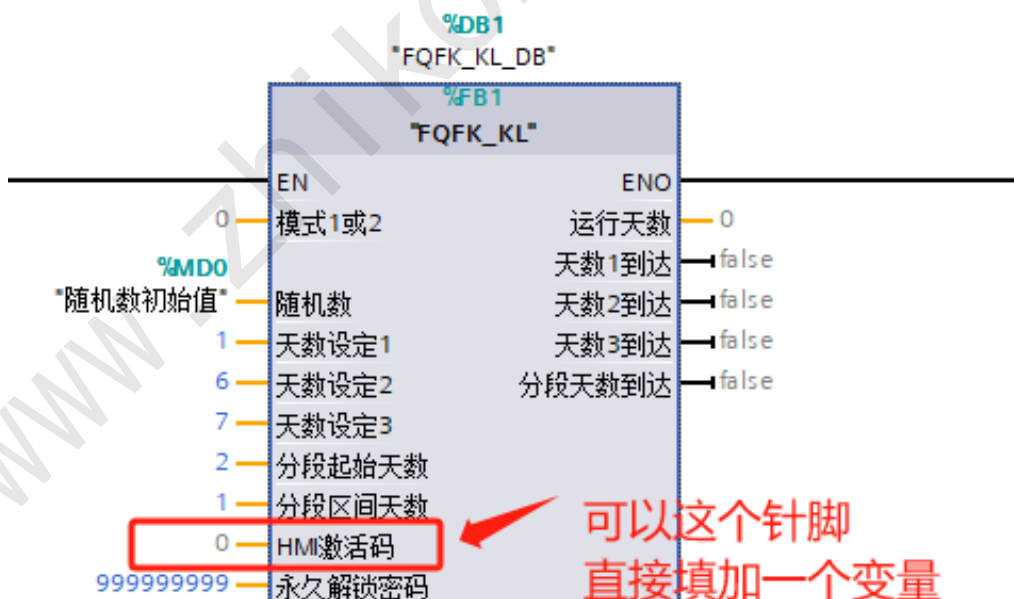 %DB1
"FQFK_KL_DB"
%FB1
"FQFK_KL"
EN ENO
0 模式1或2 运行天数 0
%MD0 天数1到达 false
"随机数初始值" 随机数 天数2到达 false
1 天数设定1 天数3到达 false
6 天数设定2 分段天数到达 false
7 天数设定3
2 分段起始天数
1 分段区间天数
0 HMI激活码
999999999 永久解锁密码
可以这个针脚
直接填加一个变量
www.zhiko